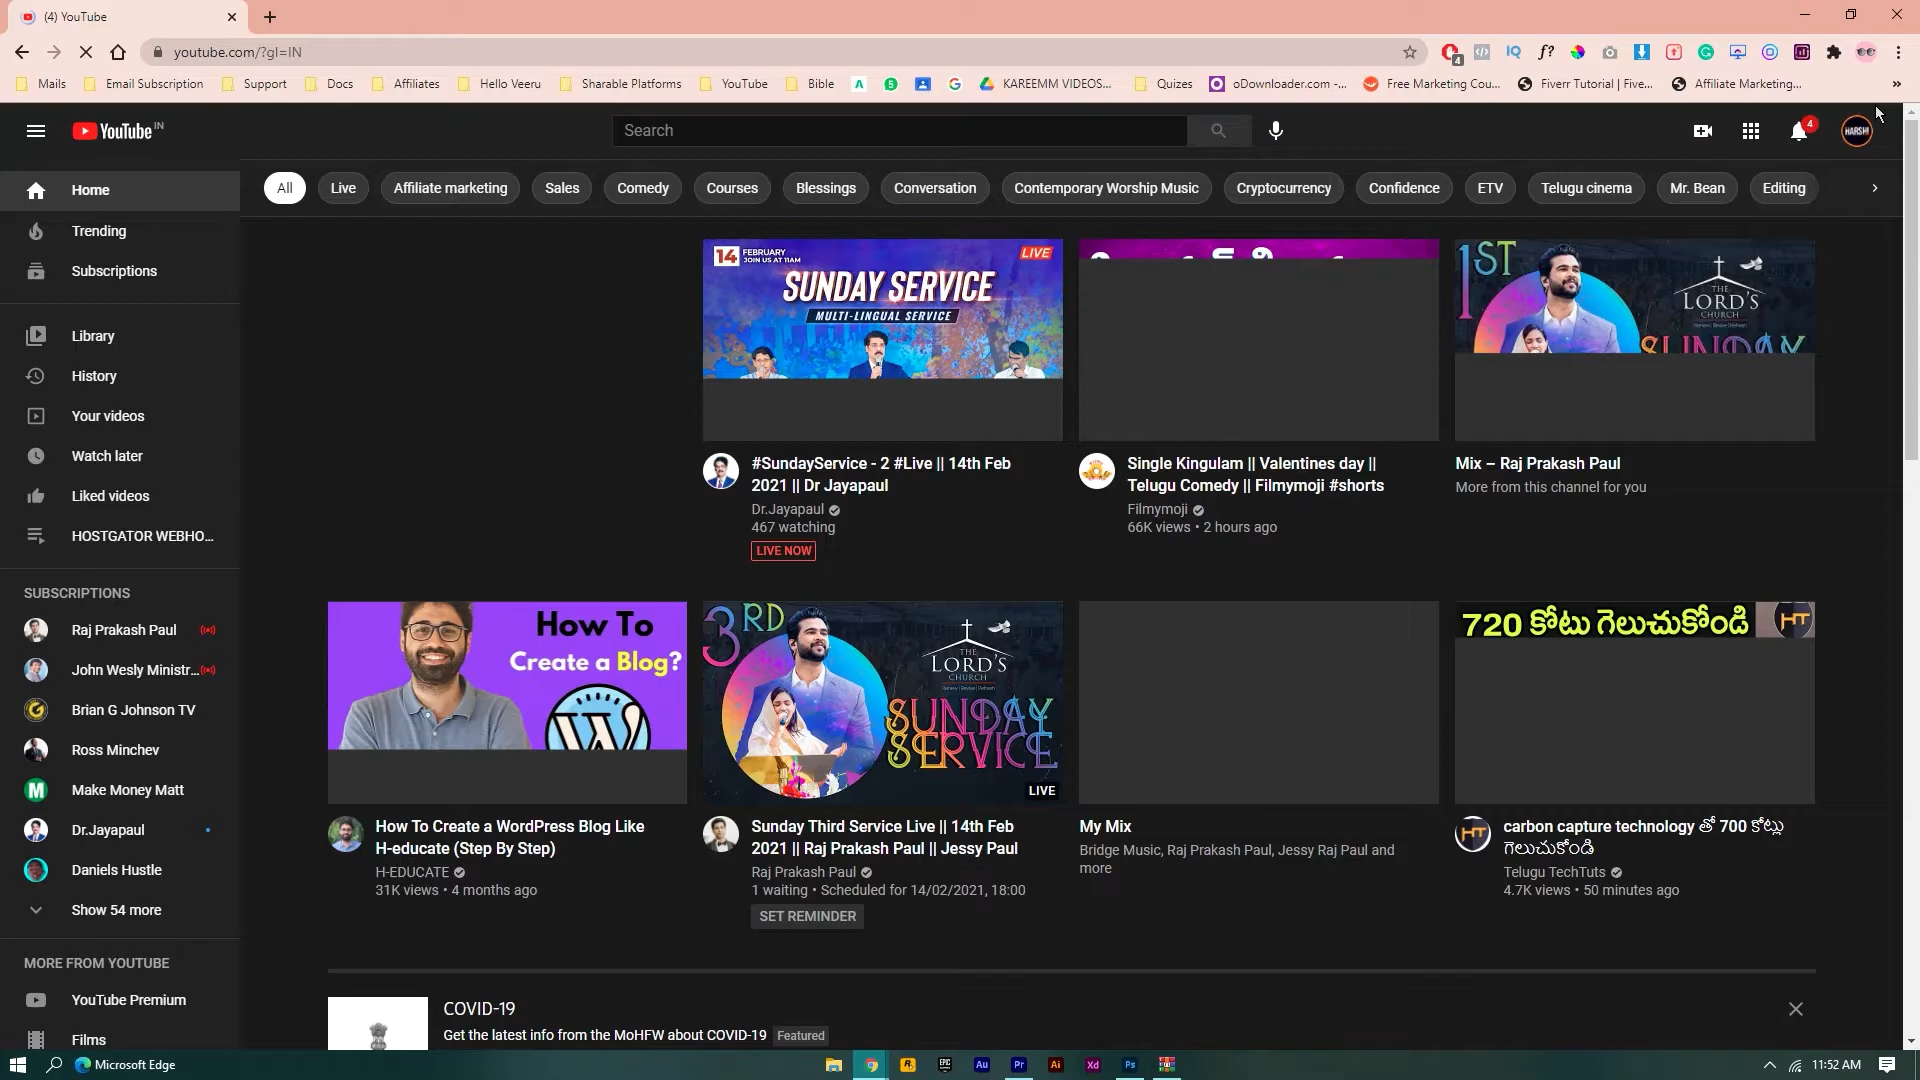 (4) YouTube
youtube.com/?gl=IN
4
Mails
Email Subscription
Support
Docs
Affiliates
Hello Veeru
Sharable Platforms
YouTube
Bible
KAREEMM VIDEOS...
Quizes
oDownloader.com -...
Free Marketing Cou...
Fiverr Tutorial | Five...
Affiliate Marketing...
YouTube IN
Search
4
HARSH!
Home
Trending
Subscriptions
Library
History
Your videos
Watch later
Liked videos
HOSTGATOR WEBHO...
SUBSCRIPTIONS
Raj Prakash Paul
John Wesly Ministr...
Brian G Johnson TV
Ross Minchev
Make Money Matt
Dr.Jayapaul
Daniels Hustle
Show 54 more
MORE FROM YOUTUBE
YouTube Premium
Films
All
Live
Affiliate marketing
Sales
Comedy
Courses
Blessings
Conversation
Contemporary Worship Music
Cryptocurrency
Confidence
ETV
Telugu cinema
Mr. Bean
Editing
14 FEBRUARY
JOIN US AT 11AM
LIVE
SUNDAY SERVICE
MULTI-LINGUAL SERVICE
#SundayService - 2 #Live || 14th Feb
2021 || Dr Jayapaul
Dr.Jayapaul
467 watching
LIVE NOW
Single Kingulam || Valentines day ||
Telugu Comedy || Filmymoji #shorts
Filmymoji
66K views • 2 hours ago
1ST
THE
LORD'S
CHURCH
SUNDAY
Mix – Raj Prakash Paul
More from this channel for you
How To
Create a Blog?
How To Create a WordPress Blog Like
H-educate (Step By Step)
H-EDUCATE
31K views • 4 months ago
3RD
THE
LORD'S
CHURCH
SUNDAY
SERVICE
LIVE
Sunday Third Service Live || 14th Feb
2021 || Raj Prakash Paul || Jessy Paul
Raj Prakash Paul
1 waiting • Scheduled for 14/02/2021, 18:00
SET REMINDER
My Mix
Bridge Music, Raj Prakash Paul, Jessy Raj Paul and
more
720 కోటు గెలుచుకోండి
HT
carbon capture technology తో 700 కోట్లు
గెలుచుకోండి
Telugu TechTuts
4.7K views • 50 minutes ago
COVID-19
Get the latest info from the MoHFW about COVID-19 Featured
Microsoft Edge
11:52 AM